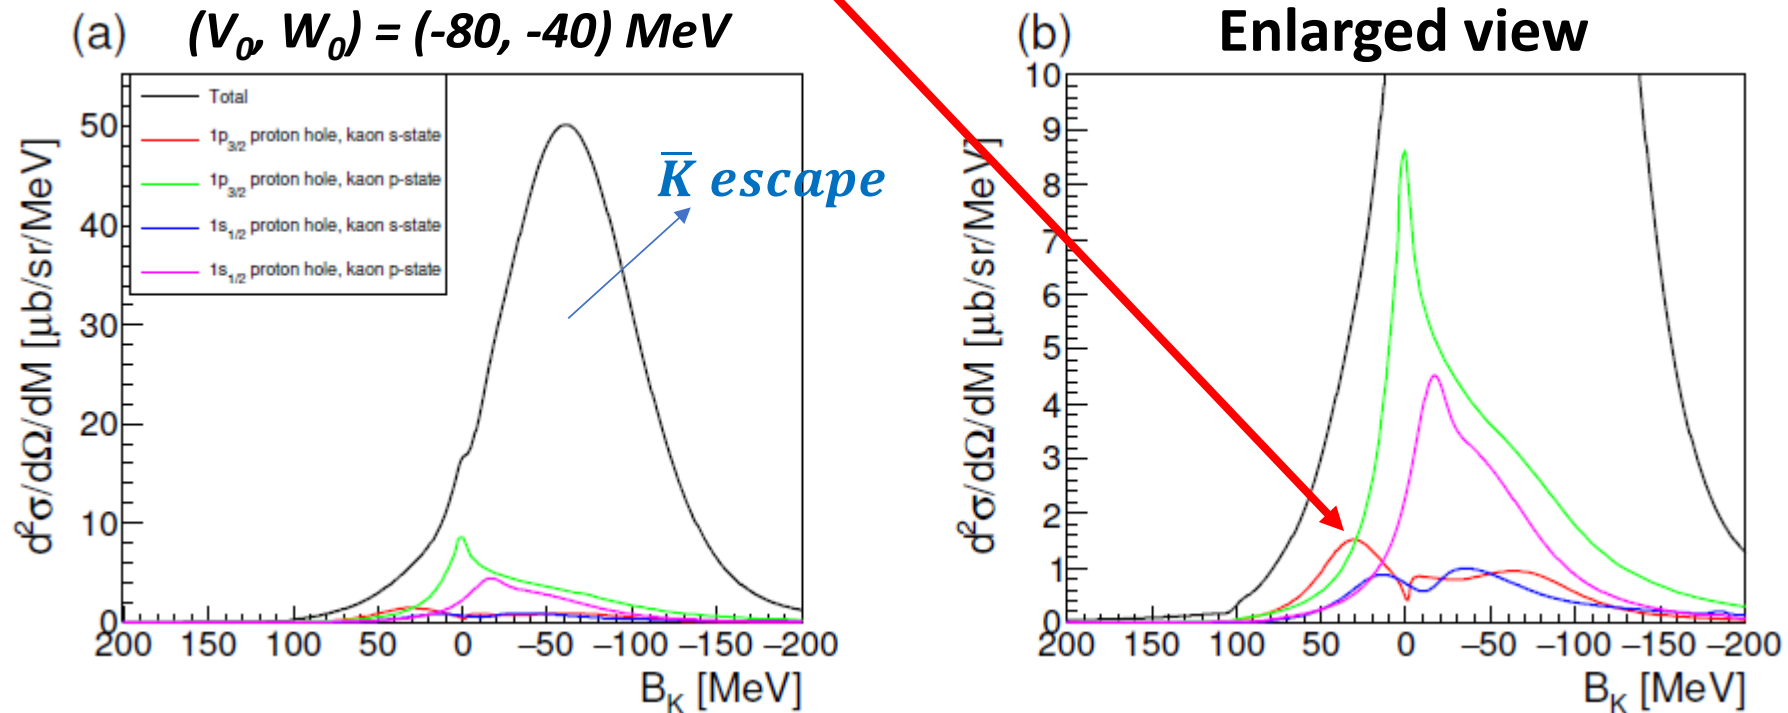 (a) (V₀, W₀) = (-80, -40) MeV
Total
1p₃/₂ proton hole, kaon s-state
1p₃/₂ proton hole, kaon p-state
1s₁/₂ proton hole, kaon s-state
1s₁/₂ proton hole, kaon p-state
K̅ escape
d²σ/dΩ/dM [μb/sr/MeV]
50
40
30
20
10
0
200 150 100 50 0 −50 −100 −150 −200
B_K [MeV]
(b) Enlarged view
d²σ/dΩ/dM [μb/sr/MeV]
10
9
8
7
6
5
4
3
2
1
0
200 150 100 50 0 −50 −100 −150 −200
B_K [MeV]